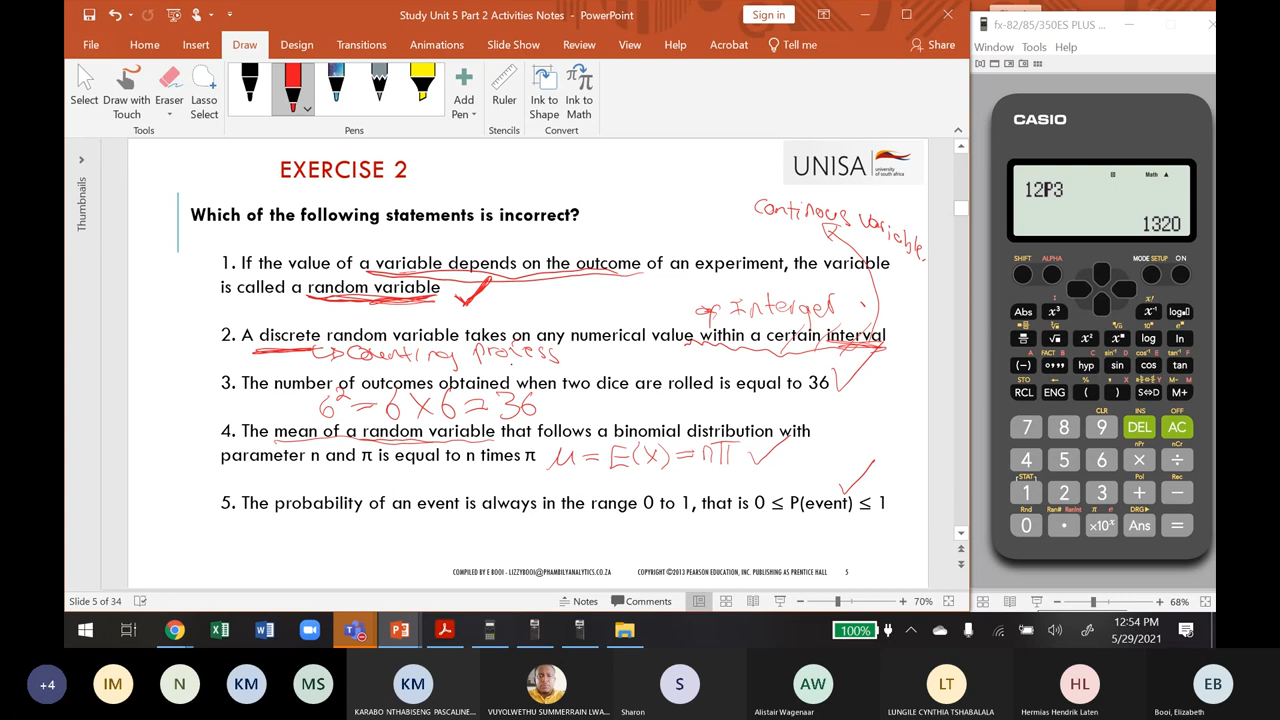 Study Unit 5 Part 2 Activities Notes - PowerPoint
Sign in
fx-82/85/350ES PLUS ...
File Home Insert Draw Design Transitions Slide Show Animations Review View Help Acrobat Tell me Share
Window Tools Help
Select Draw with Touch Eraser Lasso Select
Add Pen Ruler Ink to Shape Ink to Math
Tools Pens Stencils Convert
Thumbnails
EXERCISE 2
UNISA university of south africa
Which of the following statements is incorrect?
Continous variable.
1. If the value of a variable depends on the outcome of an experiment, the variable
is called a random variable
or Interger
2. A discrete random variable takes on any numerical value within a certain interval
counting process
3. The number of outcomes obtained when two dice are rolled is equal to 36
6² = 6 × 6 = 36
4. The mean of a random variable that follows a binomial distribution with
parameter n and π is equal to n times π μ = E(X) = nπ
5. The probability of an event is always in the range 0 to 1, that is 0 ≤ P(event) ≤ 1
COMPILED BY E BOOI - LIZZYBOOI@PHAMBILYANALYTICS.CO.ZA COPYRIGHT ©2013 PEARSON EDUCATION, INC. PUBLISHING AS PRENTICE HALL 5
Slide 5 of 34 Notes Comments 70%
CASIO
Math
12P3
1320
SHIFT ALPHA MODE SETUP ON
Abs x³ x⁻¹ log
x² log ln
(−) hyp sin cos tan
RCL ENG ( ) S⇔D M+
7 8 9 DEL AC
4 5 6 × ÷
1 2 3 + −
0 . ×10ˣ Ans =
68%
100%
12:54 PM
5/29/2021
+4 IM N KM MS KM S AW LT HL EB
KARABO NTHABISENG PASCALINE... VUYOLWETHU SUMMERRAIN LWA... Sharon Alistair Wagenaar LUNGILE CYNTHIA TSHABALALA Hermias Hendrik Laten Booi, Elizabeth